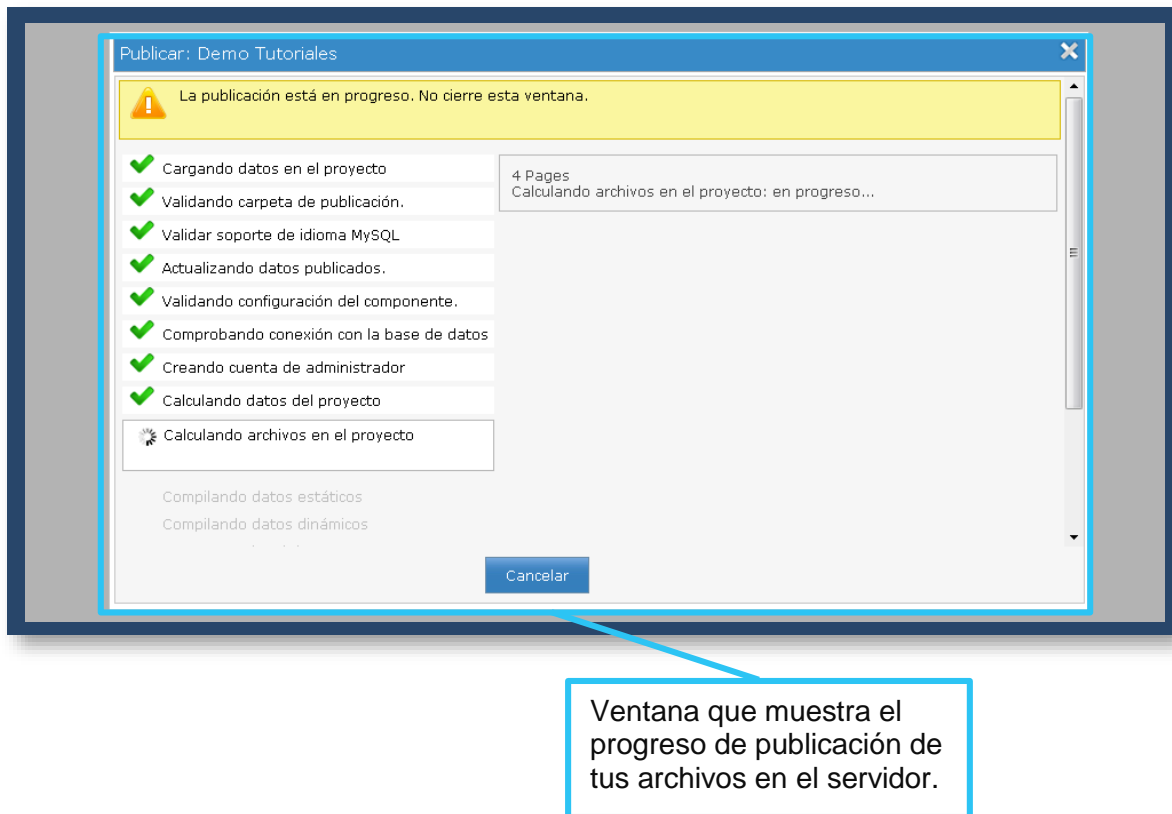 Publicar: Demo Tutoriales
La publicación está en progreso. No cierre esta ventana.
Cargando datos en el proyecto
Validando carpeta de publicación.
Validar soporte de idioma MySQL
Actualizando datos publicados.
Validando configuración del componente.
Comprobando conexión con la base de datos
Creando cuenta de administrador
Calculando datos del proyecto
Calculando archivos en el proyecto
Compilando datos estáticos
Compilando datos dinámicos
4 Pages
Calculando archivos en el proyecto: en progreso...
Cancelar
Ventana que muestra el
progreso de publicación de
tus archivos en el servidor.